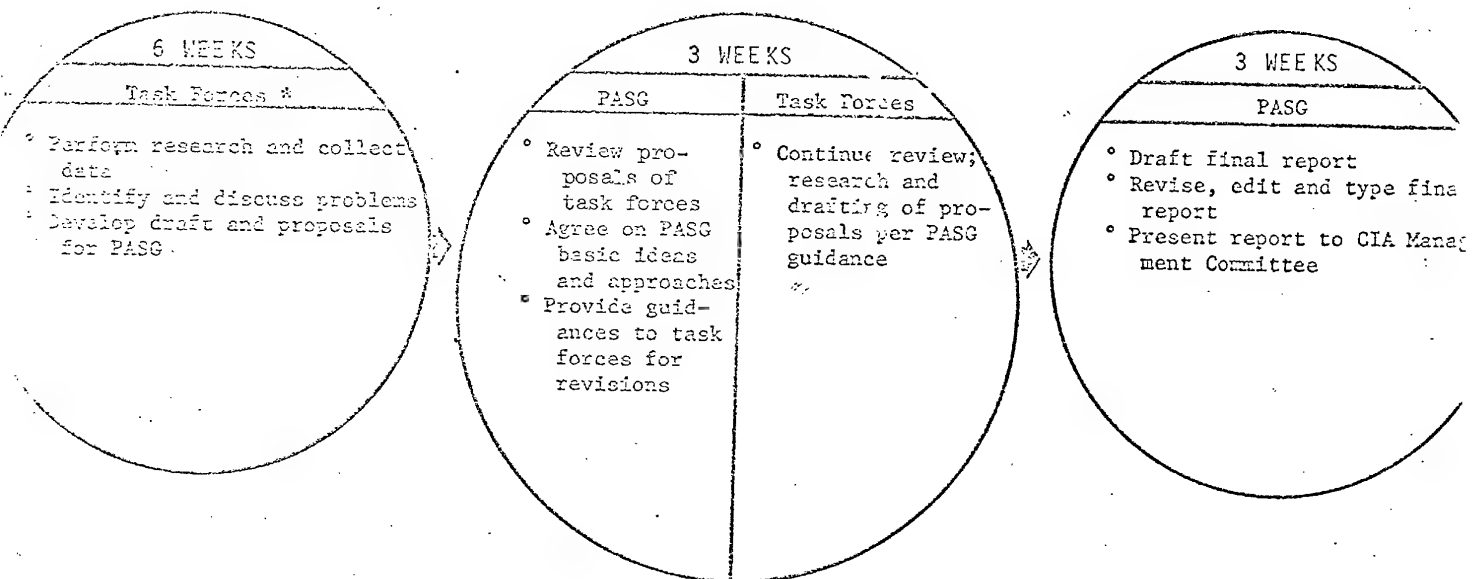 6 WEEKS
Task Forces *
° Perform research and collect
data
° Identify and discuss problems
° Develop draft and proposals
for PASG
3 WEEKS
PASG
° Review pro-
posals of
task forces
° Agree on PASG
basic ideas
and approaches
° Provide guid-
ances to task
forces for
revisions
Task Forces
° Continue review;
research and
drafting of pro-
posals per PASG
guidance
3 WEEKS
PASG
° Draft final report
° Revise, edit and type fina
report
° Present report to CIA Manag
ment Committee